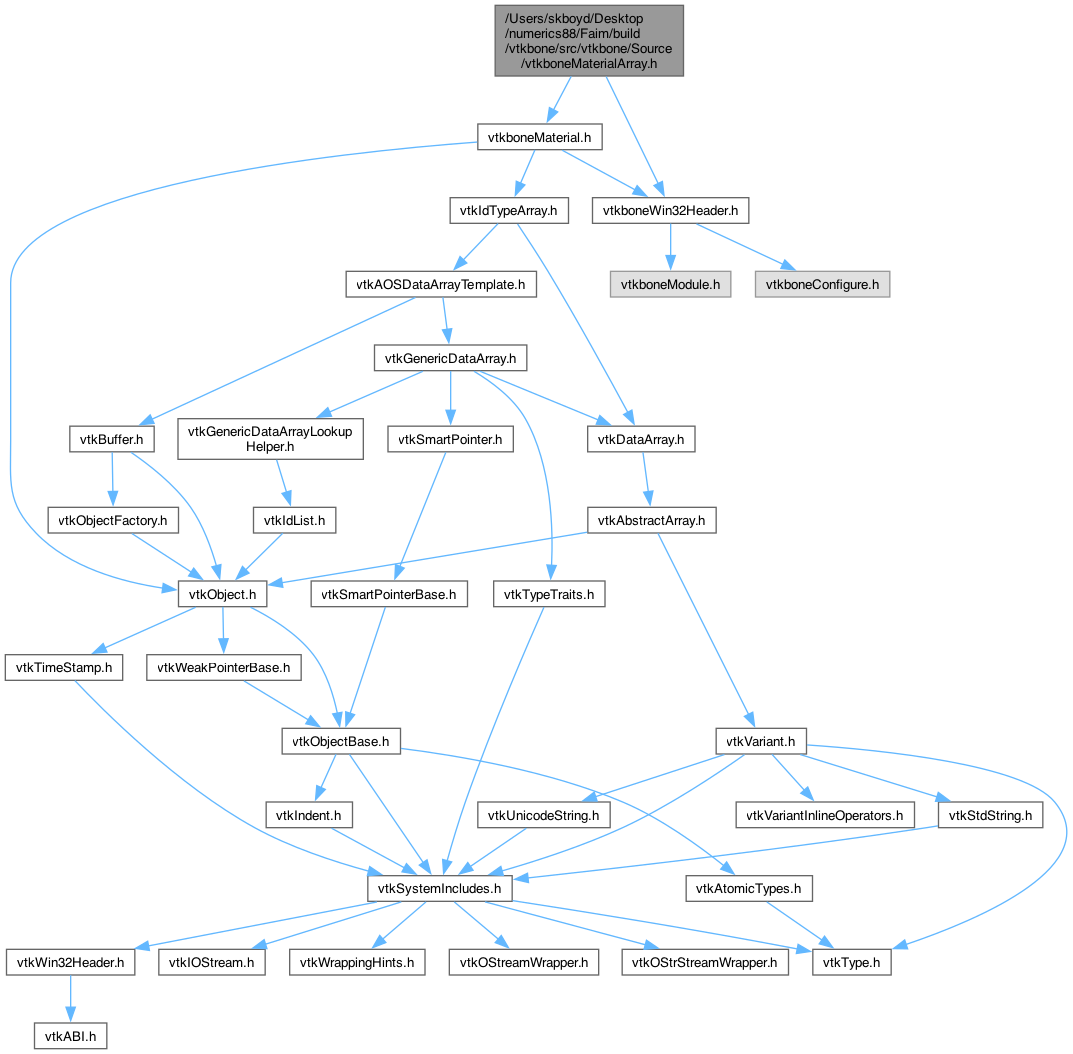 /Users/skboyd/Desktop
/numerics88/Faim/build
/vtkbone/src/vtkbone/Source
/vtkboneMaterialArray.h
vtkboneMaterial.h
vtkIdTypeArray.h
vtkboneWin32Header.h
vtkAOSDataArrayTemplate.h
vtkboneModule.h
vtkboneConfigure.h
vtkGenericDataArray.h
vtkBuffer.h
vtkGenericDataArrayLookup
Helper.h
vtkSmartPointer.h
vtkDataArray.h
vtkObjectFactory.h
vtkIdList.h
vtkAbstractArray.h
vtkObject.h
vtkSmartPointerBase.h
vtkTypeTraits.h
vtkTimeStamp.h
vtkWeakPointerBase.h
vtkObjectBase.h
vtkVariant.h
vtkIndent.h
vtkUnicodeString.h
vtkVariantInlineOperators.h
vtkStdString.h
vtkSystemIncludes.h
vtkAtomicTypes.h
vtkWin32Header.h
vtkIOStream.h
vtkWrappingHints.h
vtkOStreamWrapper.h
vtkOStrStreamWrapper.h
vtkType.h
vtkABI.h